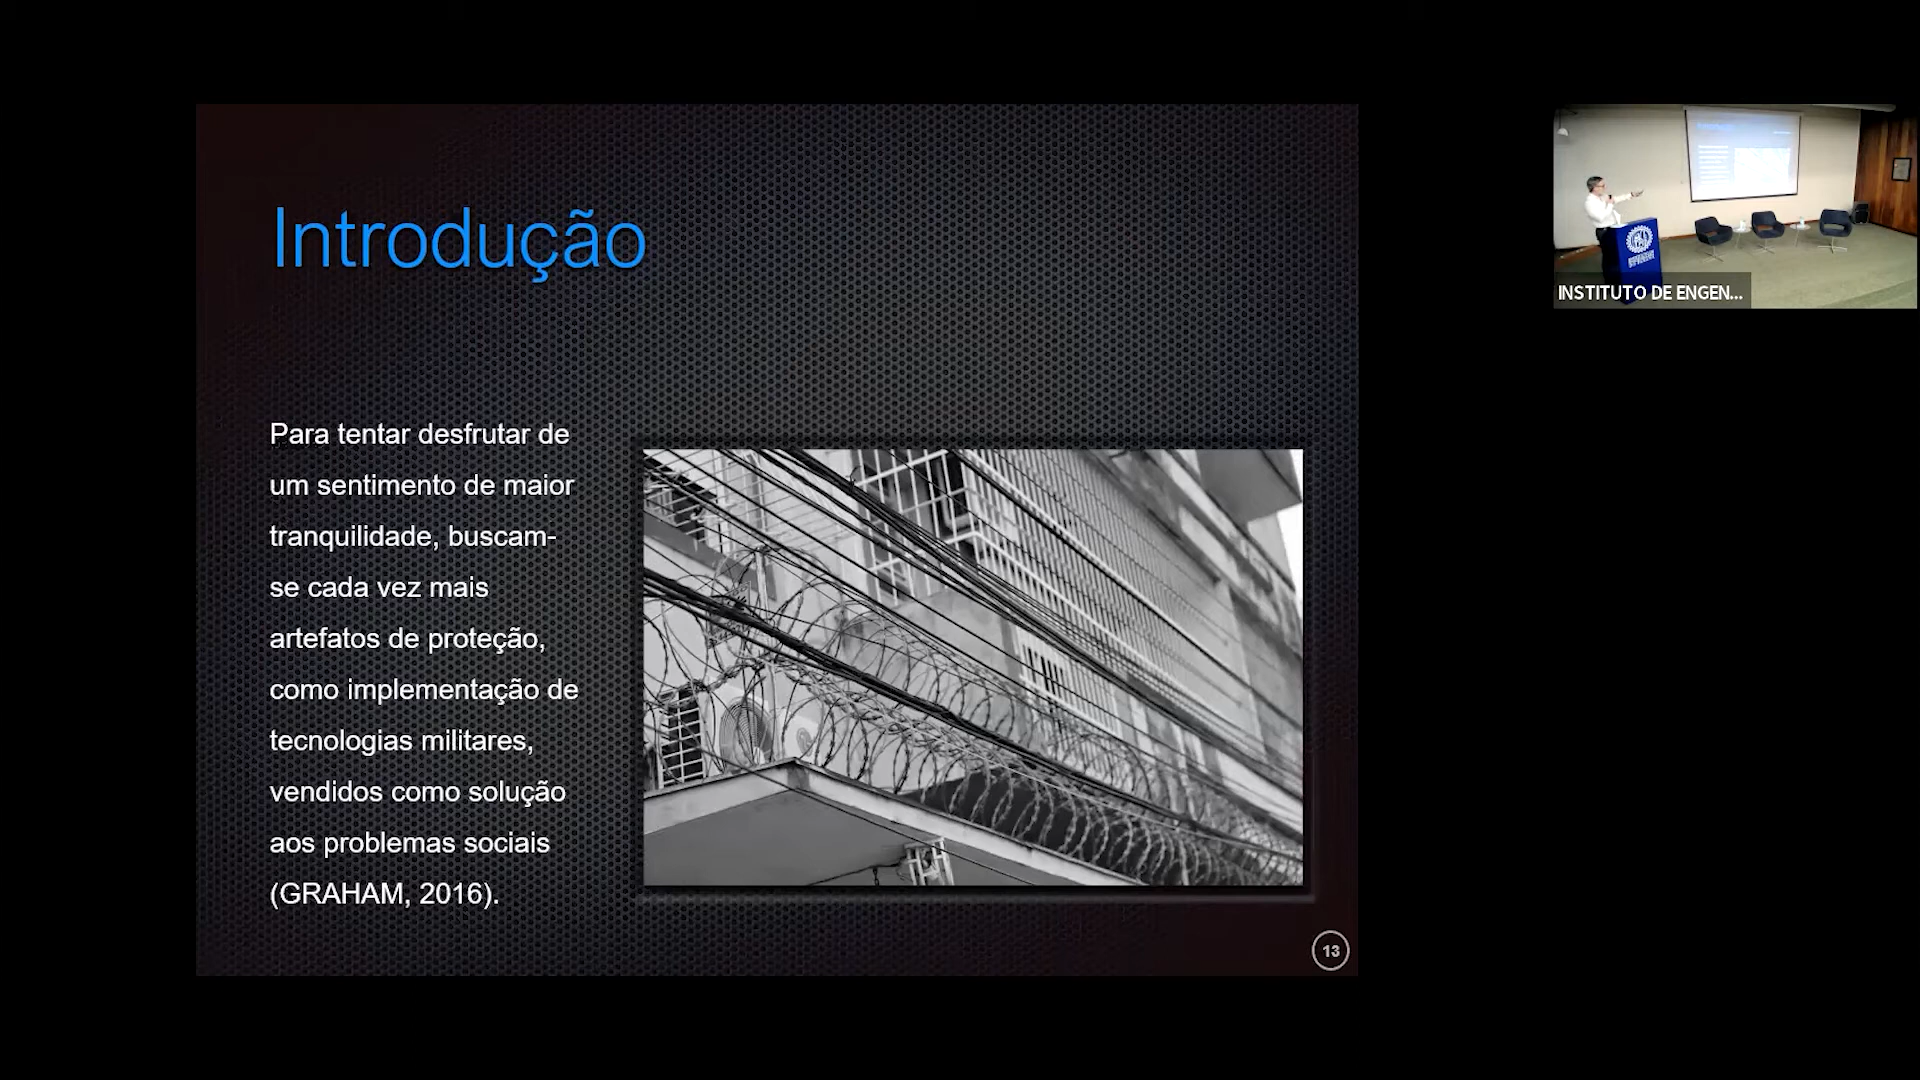 Introdução
Para tentar desfrutar de
um sentimento de maior
tranquilidade, buscam-
se cada vez mais
artefatos de proteção,
como implementação de
tecnologias militares,
vendidos como solução
aos problemas sociais
(GRAHAM, 2016).
13
INSTITUTO DE ENGEN...